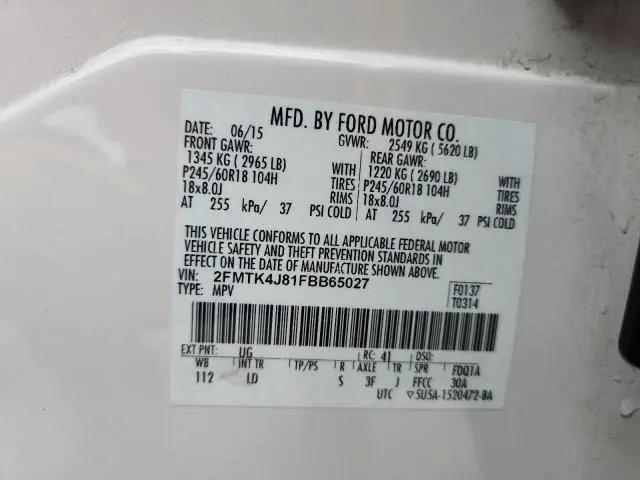 MFD. BY FORD MOTOR CO.
DATE: 06/15 GVWR: 2549 KG ( 5620 LB)
FRONT GAWR: REAR GAWR:
1345 KG ( 2965 LB) WITH 1220 KG ( 2690 LB) WITH
P245/60R18 104H TIRES P245/60R18 104H TIRES
18x8.0J RIMS 18x8.0J RIMS
AT 255 kPa/ 37 PSI COLD AT 255 kPa/ 37 PSI COLD
THIS VEHICLE CONFORMS TO ALL APPLICABLE FEDERAL MOTOR
VEHICLE SAFETY AND THEFT PREVENTION STANDARDS IN
EFFECT ON THE DATE OF MANUFACTURE SHOWN ABOVE.
VIN: 2FMTK4J81FBB65027 F0137
TYPE: MPV T0314
EXT PNT: UG RC: 41 DSO:
WB INT TR TP/PS R AXLE TR SPR FDQ1A
112 LD S 3F J FFCC 30A
UTC ▽5U5A-1520472-BA